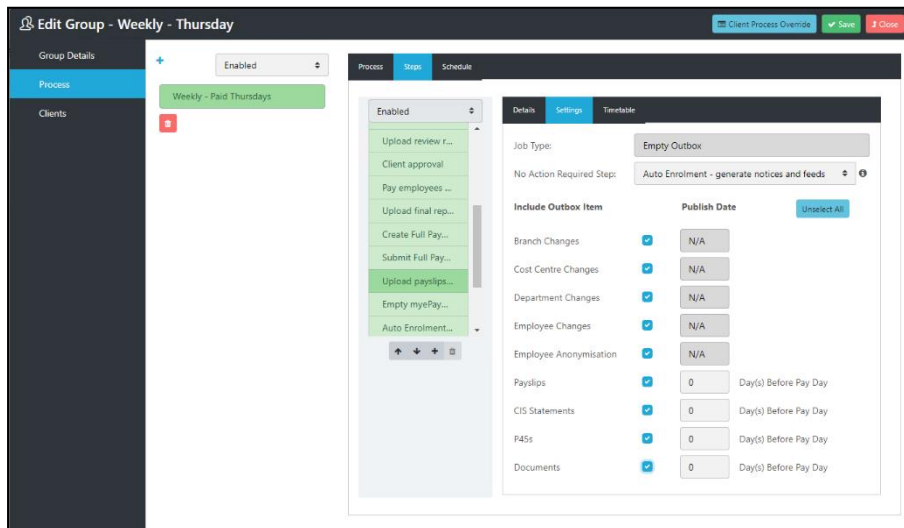 Edit Group - Weekly - Thursday
Client Process Override
Save
Close
Group Details
Process
Clients
Enabled
Weekly - Paid Thursdays
Process
Steps
Schedule
Enabled
Upload review r...
Client approval
Pay employees ...
Upload final rep...
Create Full Pay...
Submit Full Pay...
Upload payslips...
Empty myePay...
Auto Enrolment...
Details
Settings
Timetable
Job Type:
Empty Outbox
No Action Required Step:
Auto Enrolment - generate notices and feeds
Include Outbox Item
Publish Date
Unselect All
Branch Changes
N/A
Cost Centre Changes
N/A
Department Changes
N/A
Employee Changes
N/A
Employee Anonymisation
N/A
Payslips
0
Day(s) Before Pay Day
CIS Statements
0
Day(s) Before Pay Day
P45s
0
Day(s) Before Pay Day
Documents
0
Day(s) Before Pay Day